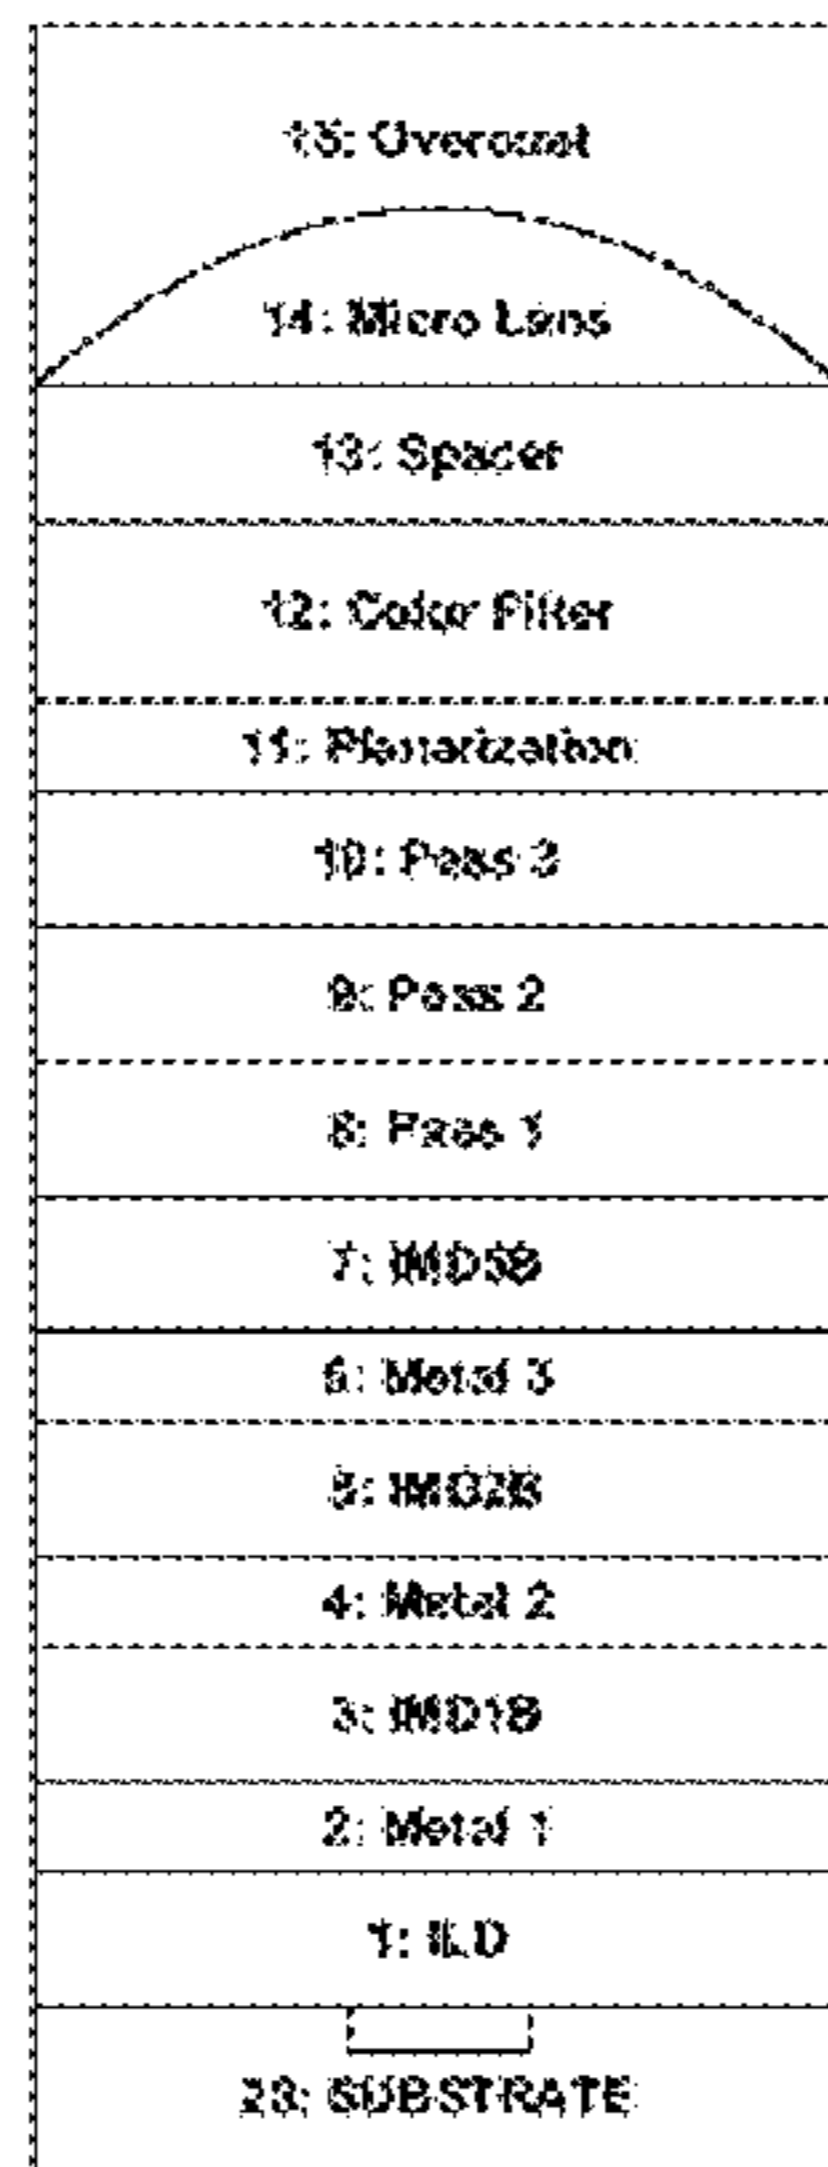 15: Overcoat
14: Micro Lens
13: Spacer
12: Color Filter
11: Planarization
10: Pass 3
9: Pass 2
8: Pass 1
7: IMD5B
6: Metal 3
5: IMD2B
4: Metal 2
3: IMD1B
2: Metal 1
1: ILD
SUBSTRATE